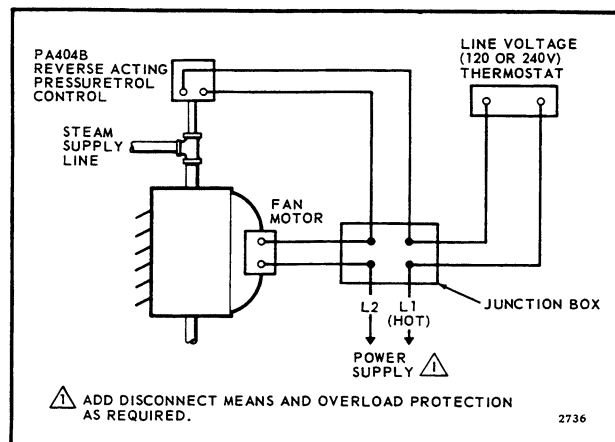 PA404B
REVERSE ACTING
PRESSURETROL
CONTROL
LINE VOLTAGE
(120 OR 240V)
THERMOSTAT
STEAM
SUPPLY
LINE
FAN
MOTOR
L2
L1
(HOT)
JUNCTION BOX
POWER
SUPPLY 1
1 ADD DISCONNECT MEANS AND OVERLOAD PROTECTION
AS REQUIRED.
2736